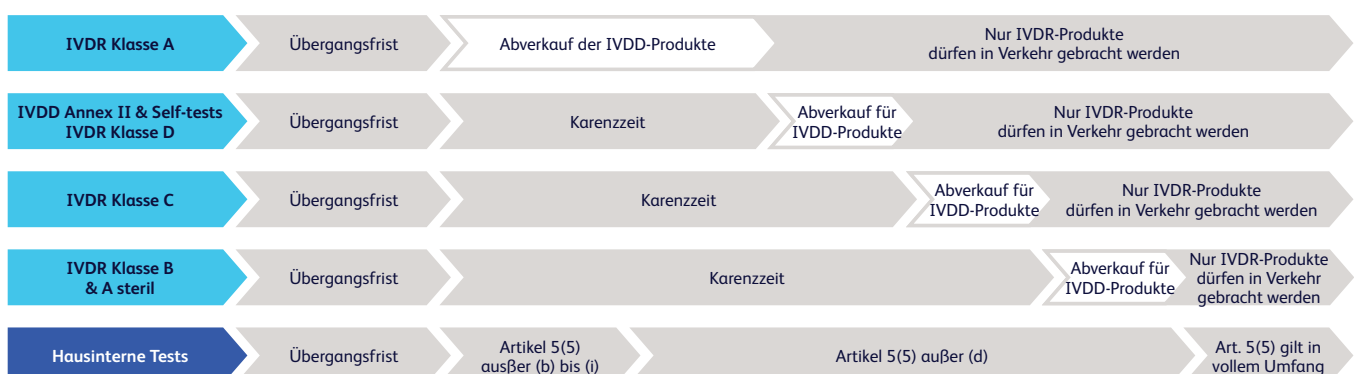 IVDR Klasse A
Übergangsfrist
Abverkauf der IVDD-Produkte
Nur IVDR-Produkte
dürfen in Verkehr gebracht werden
IVDD Annex II & Self-tests
IVDR Klasse D
Übergangsfrist
Karenzzeit
Abverkauf für
IVDD-Produkte
Nur IVDR-Produkte
dürfen in Verkehr gebracht werden
IVDR Klasse C
Übergangsfrist
Karenzzeit
Abverkauf für
IVDD-Produkte
Nur IVDR-Produkte
dürfen in Verkehr gebracht werden
IVDR Klasse B
& A steril
Übergangsfrist
Karenzzeit
Abverkauf für
IVDD-Produkte
Nur IVDR-Produkte
dürfen in Verkehr
gebracht werden
Hausinterne Tests
Übergangsfrist
Artikel 5(5)
ausßer (b) bis (i)
Artikel 5(5) außer (d)
Art. 5(5) gilt in
vollem Umfang